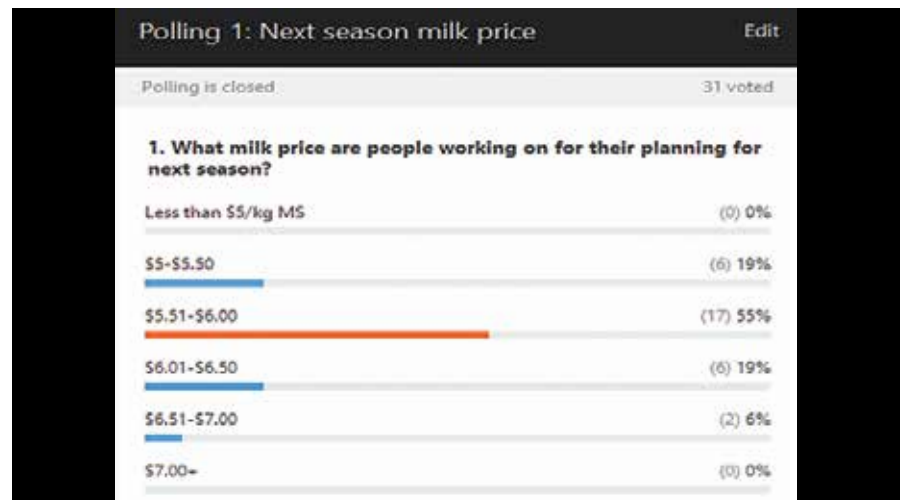 Polling 1: Next season milk price Edit
Polling is closed 31 voted
1. What milk price are people working on for their planning for
next season?
Less than $5/kg MS (0) 0%
$5-$5.50 (6) 19%
$5.51-$6.00 (17) 55%
$6.01-$6.50 (6) 19%
$6.51-$7.00 (2) 6%
$7.00+ (0) 0%